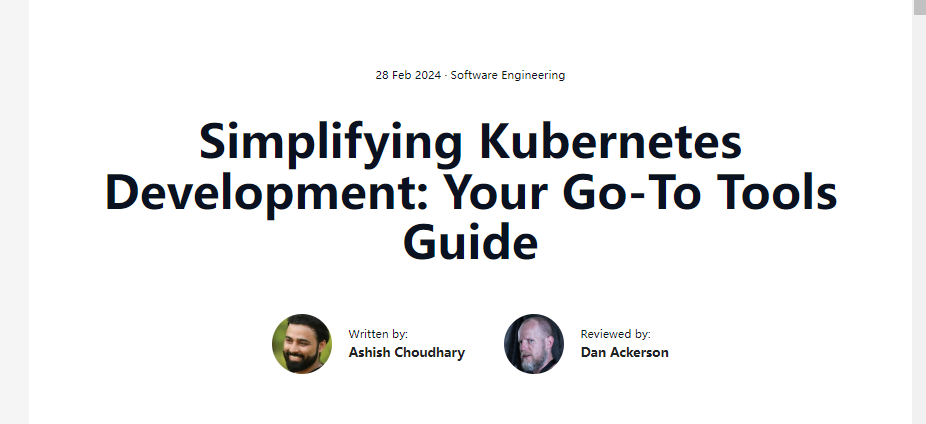 28 Feb 2024 · Software Engineering
Simplifying Kubernetes
Development: Your Go-To Tools
Guide
Written by:
Ashish Choudhary
Reviewed by:
Dan Ackerson